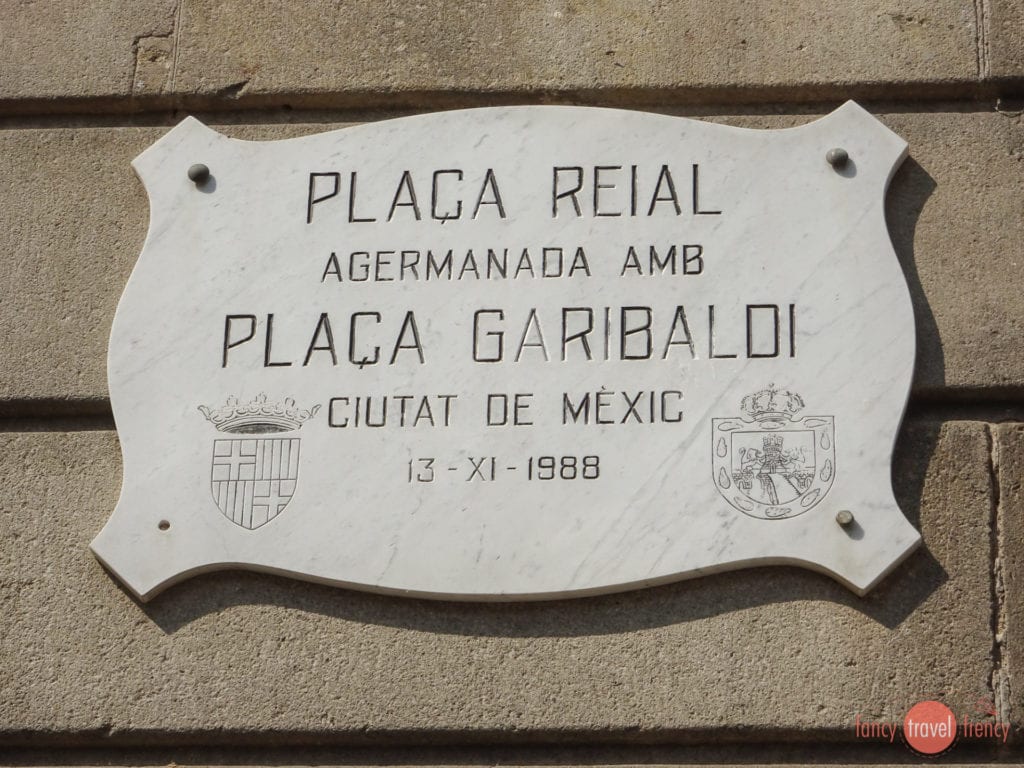 PLAÇA REIAL
AGERMANADA AMB
PLAÇA GARIBALDI
CIUTAT DE MÈXIC
13-XI-1988
fancy travel frency